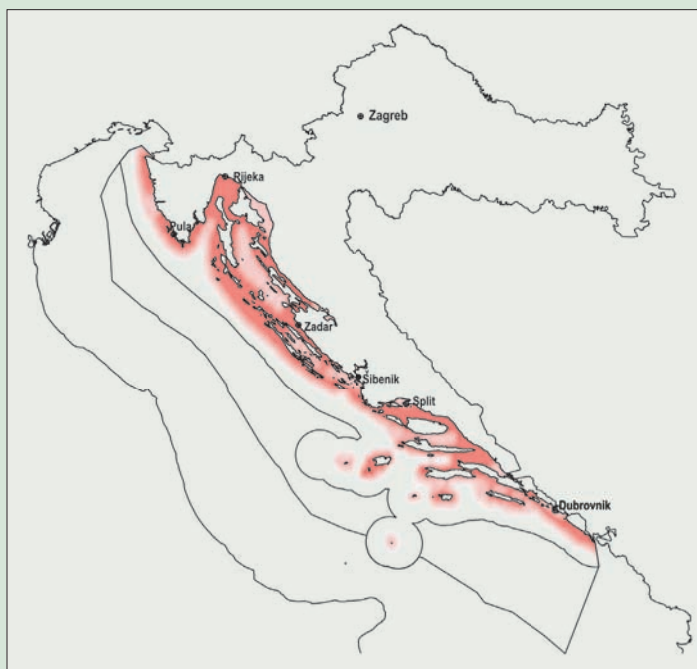 Zagreb
Rijeka
Pula
Zadar
Šibenik
Split
Dubrovnik